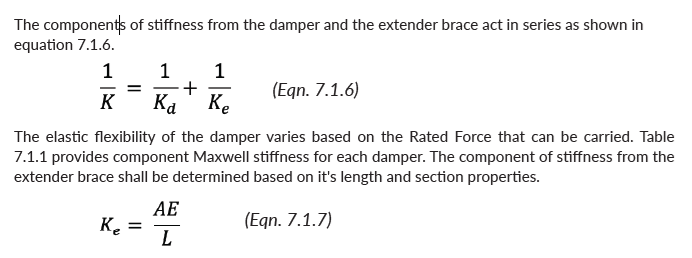 The components of stiffness from the damper and the extender brace act in series as shown in
equation 7.1.6.
1/K = 1/K_d + 1/K_e (Eqn. 7.1.6)
The elastic flexibility of the damper varies based on the Rated Force that can be carried. Table
7.1.1 provides component Maxwell stiffness for each damper. The component of stiffness from the
extender brace shall be determined based on it's length and section properties.
K_e = AE/L (Eqn. 7.1.7)